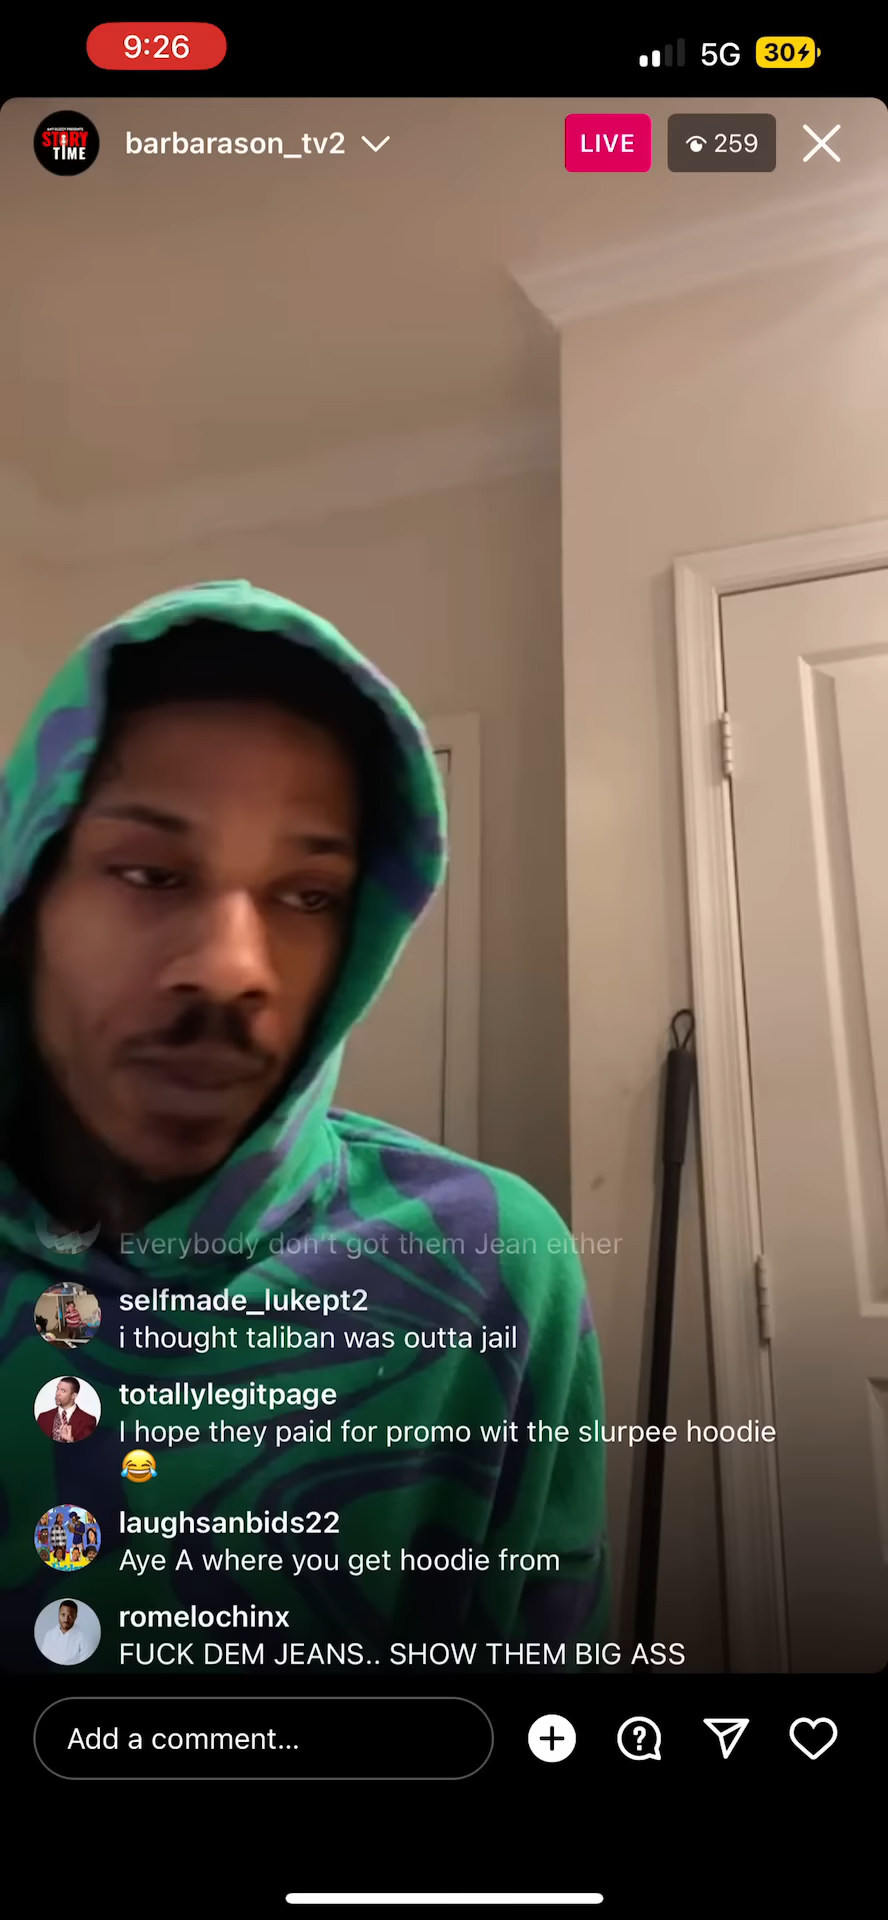 9:26
5G
30
STORY
TIME
barbarason_tv2
LIVE
259
Everybody don't got them Jean either
selfmade_lukept2
i thought taliban was outta jail
totallylegitpage
I hope they paid for promo wit the slurpee hoodie
😂
laughsanbids22
Aye A where you get hoodie from
romelochinx
FUCK DEM JEANS.. SHOW THEM BIG ASS
Add a comment...